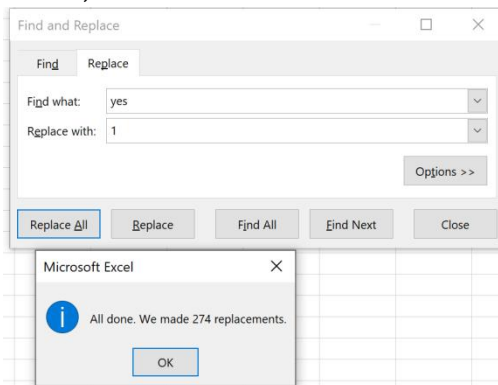 Find and Replace
Find Replace
Find what: yes
Replace with: 1
Options >>
Replace All Replace Find All Find Next Close
Microsoft Excel
All done. We made 274 replacements.
OK